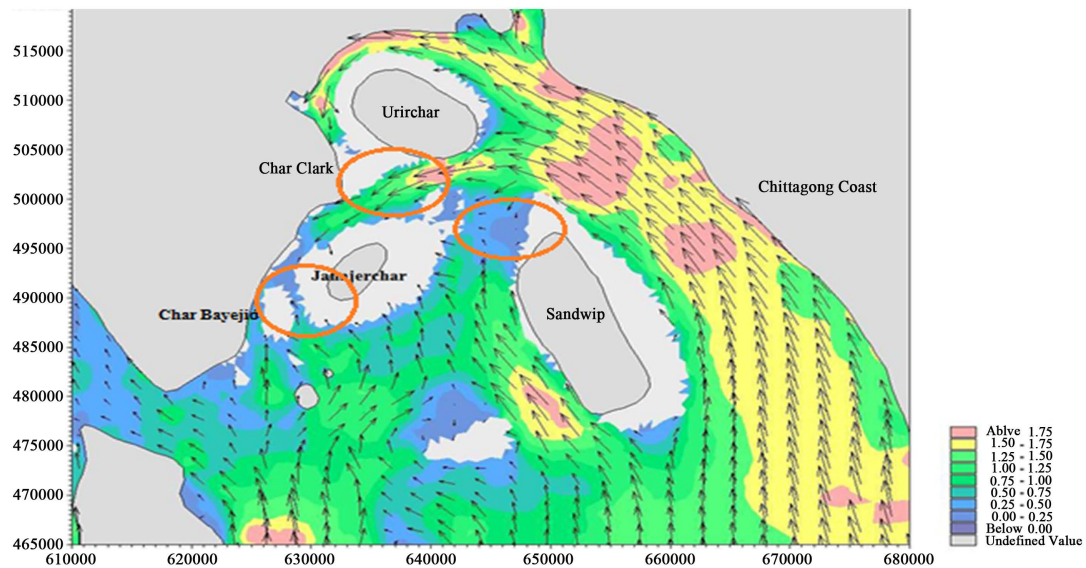 515000
510000
505000
500000
495000
490000
485000
480000
475000
470000
465000
610000 620000 630000 640000 650000 660000 670000 680000
Urirchar
Char Clark
Chittagong Coast
Janajerchar
Char Bayejid
Sandwip
Ablve 1.75
1.50 - 1.75
1.25 - 1.50
1.00 - 1.25
0.75 - 1.00
0.50 - 0.75
0.25 - 0.50
0.00 - 0.25
Below 0.00
Undefined Value